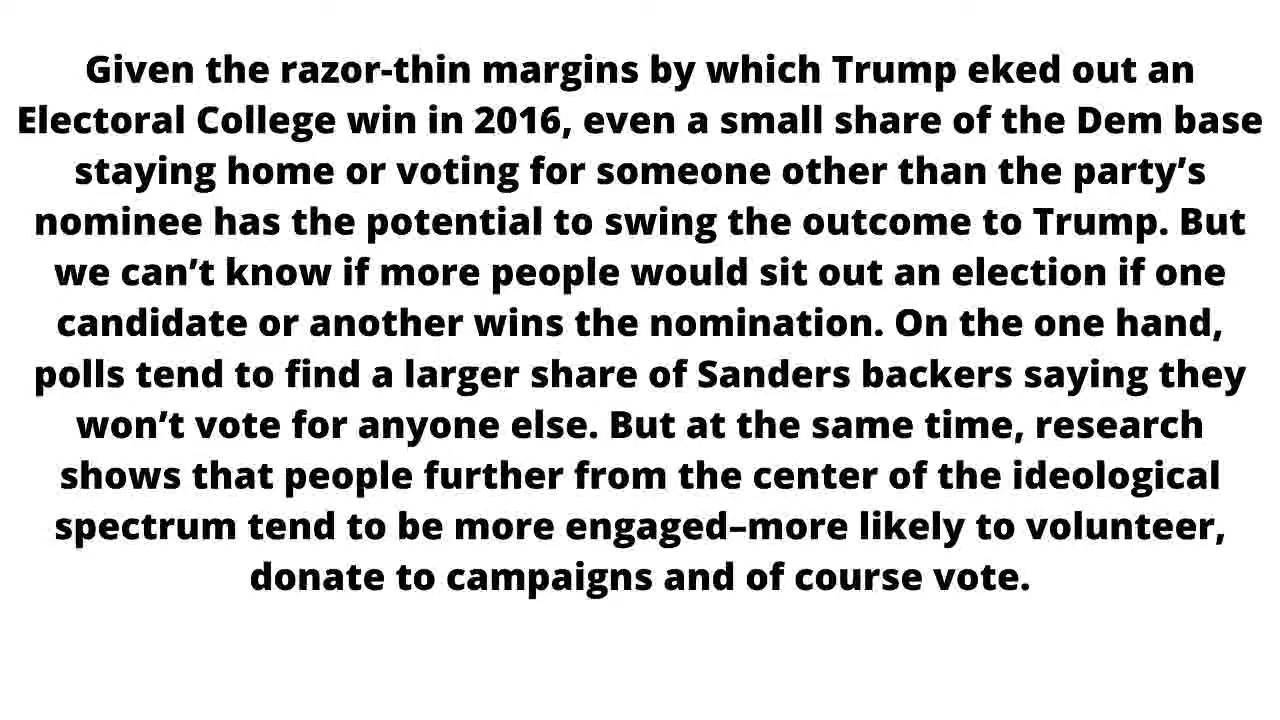 Given the razor-thin margins by which Trump eked out an
Electoral College win in 2016, even a small share of the Dem base
staying home or voting for someone other than the party’s
nominee has the potential to swing the outcome to Trump. But
we can’t know if more people would sit out an election if one
candidate or another wins the nomination. On the one hand,
polls tend to find a larger share of Sanders backers saying they
won’t vote for anyone else. But at the same time, research
shows that people further from the center of the ideological
spectrum tend to be more engaged–more likely to volunteer,
donate to campaigns and of course vote.